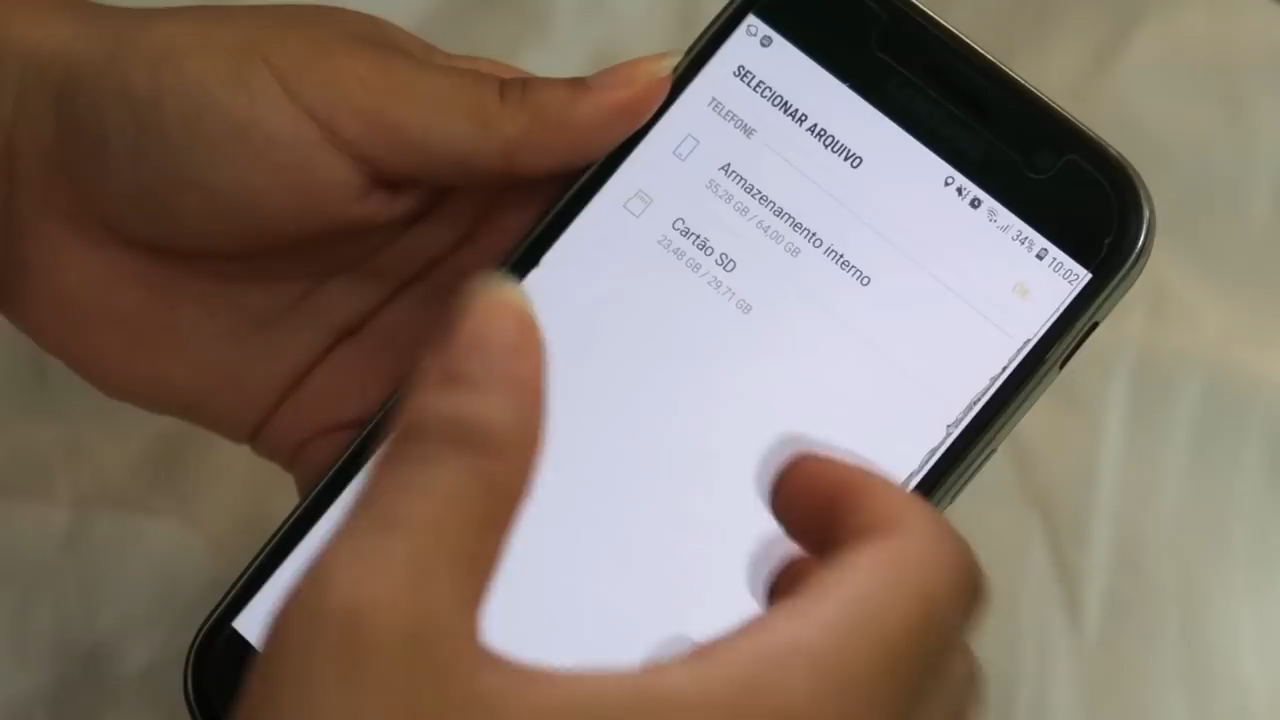 34% 10:02
SELECIONAR ARQUIVO
OK
TELEFONE
Armazenamento interno
55,28 GB / 64,00 GB
Cartão SD
23,48 GB / 29,71 GB